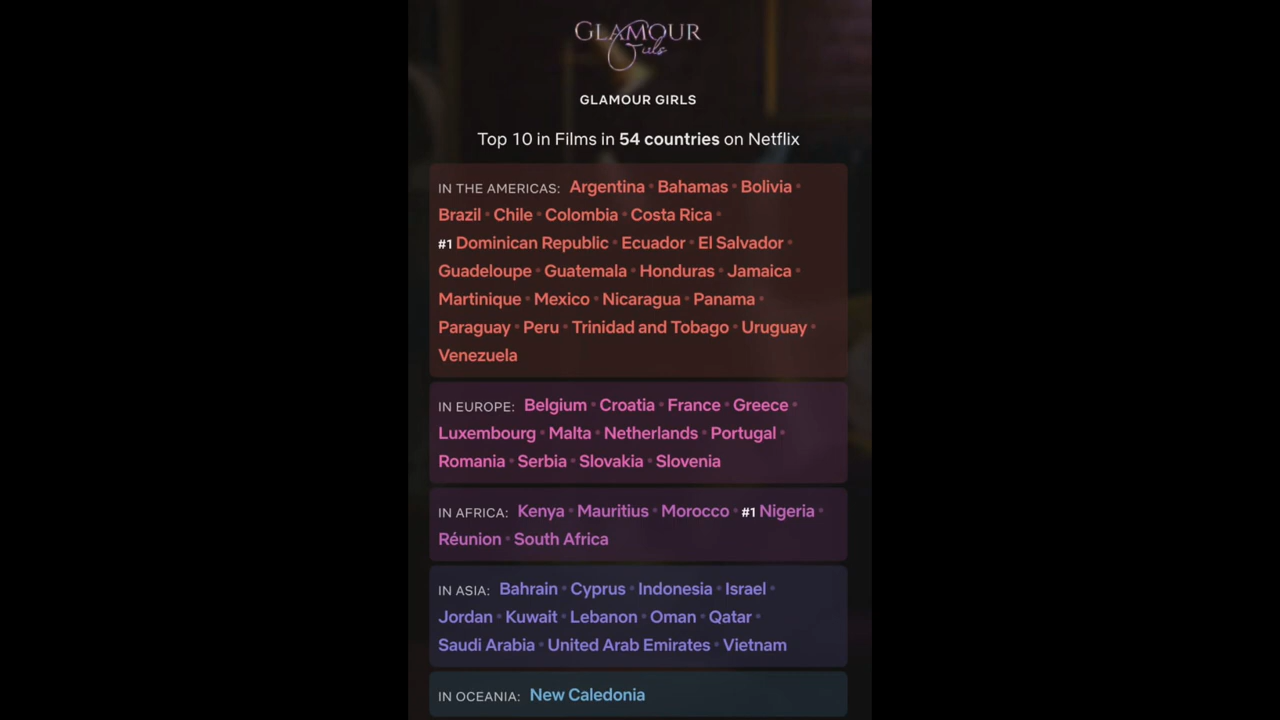 GLAMOUR
Girls
GLAMOUR GIRLS
Top 10 in Films in 54 countries on Netflix
IN THE AMERICAS: Argentina • Bahamas • Bolivia •
Brazil • Chile • Colombia • Costa Rica •
#1 Dominican Republic • Ecuador • El Salvador •
Guadeloupe • Guatemala • Honduras • Jamaica •
Martinique • Mexico • Nicaragua • Panama •
Paraguay • Peru • Trinidad and Tobago • Uruguay •
Venezuela
IN EUROPE: Belgium • Croatia • France • Greece •
Luxembourg • Malta • Netherlands • Portugal •
Romania • Serbia • Slovakia • Slovenia
IN AFRICA: Kenya • Mauritius • Morocco • #1 Nigeria •
Réunion • South Africa
IN ASIA: Bahrain • Cyprus • Indonesia • Israel •
Jordan • Kuwait • Lebanon • Oman • Qatar •
Saudi Arabia • United Arab Emirates • Vietnam
IN OCEANIA: New Caledonia